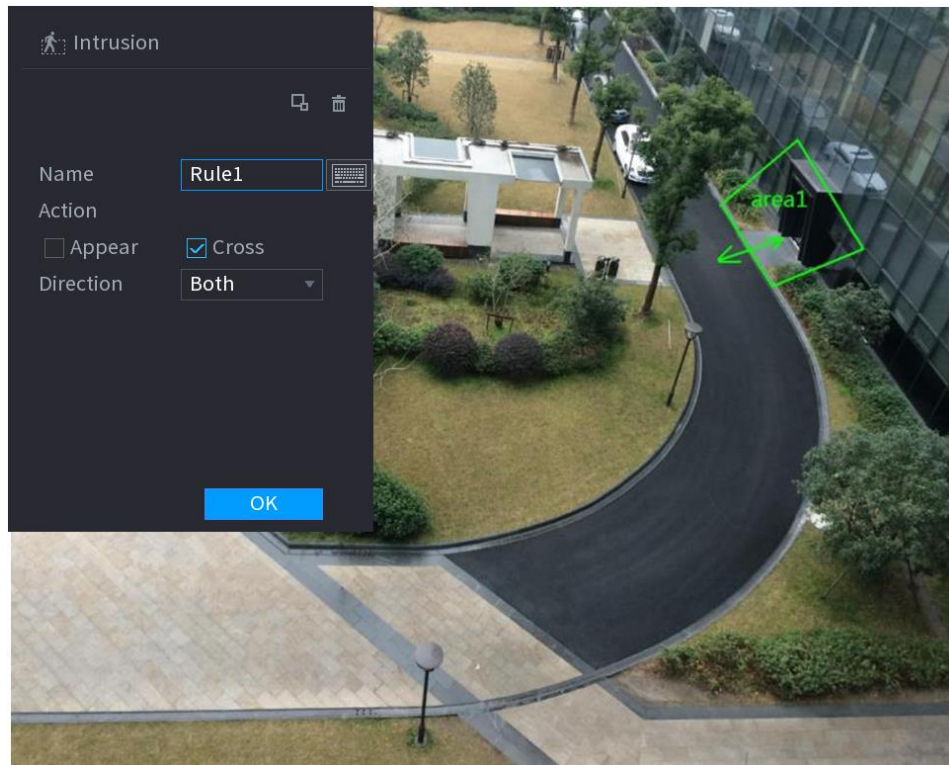 Intrusion
Name Rule1
Action
Appear Cross
Direction Both
OK
area1